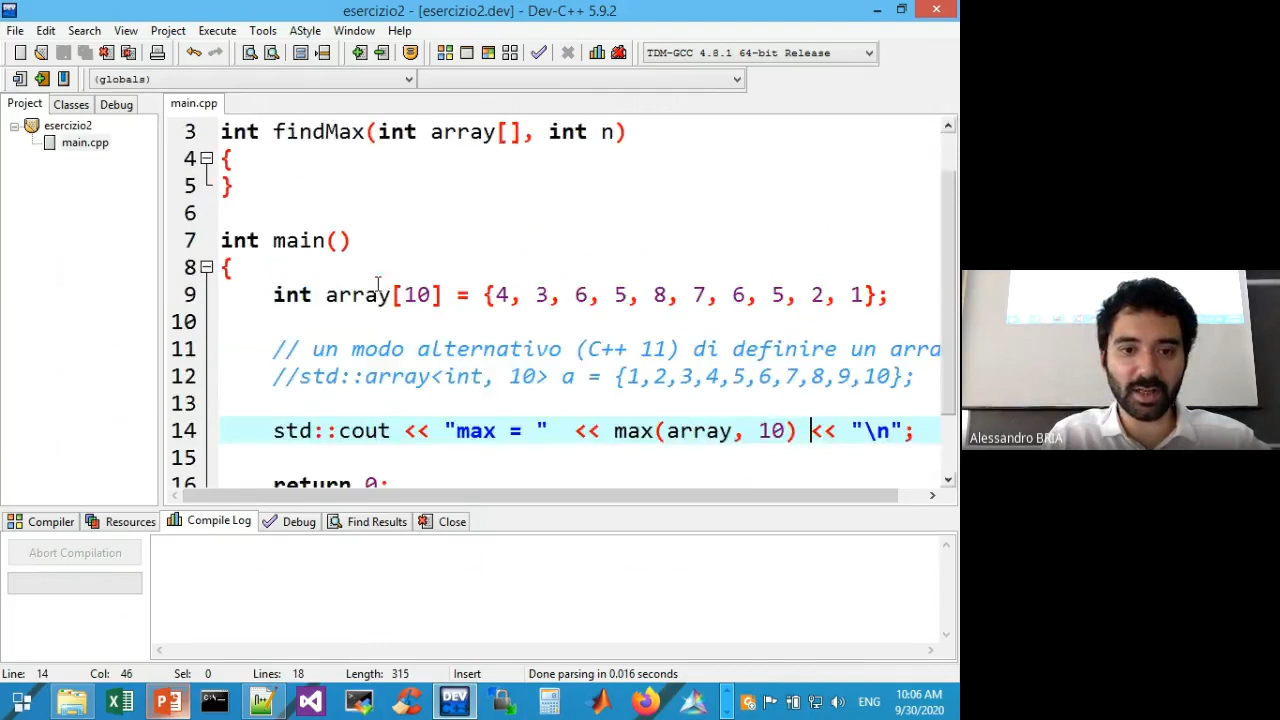 esercizio2 - [esercizio2.dev] - Dev-C++ 5.9.2
File Edit Search View Project Execute Tools AStyle Window Help
TDM-GCC 4.8.1 64-bit Release
(globals)
Project Classes Debug
main.cpp
esercizio2
main.cpp
3 int findMax(int array[], int n)
4 {
5 }
6
7 int main()
8 {
9 int array[10] = {4, 3, 6, 5, 8, 7, 6, 5, 2, 1};
10
11 // un modo alternativo (C++ 11) di definire un arra
12 //std::array<int, 10> a = {1,2,3,4,5,6,7,8,9,10};
13
14 std::cout << "max = "  << max(array, 10) << "\n";
15
16 return 0;
Compiler Resources Compile Log Debug Find Results Close
Abort Compilation
Line: 14 Col: 46 Sel: 0 Lines: 18 Length: 315 Insert Done parsing in 0.016 seconds
DEV
ENG
10:06 AM
9/30/2020
Alessandro BRIA